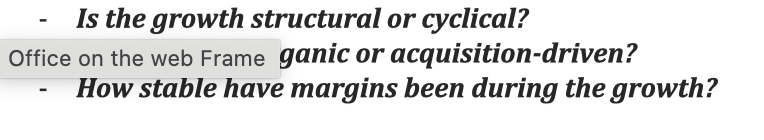 - Is the growth structural or cyclical?
Office on the web Frame ganic or acquisition-driven?
- How stable have margins been during the growth?